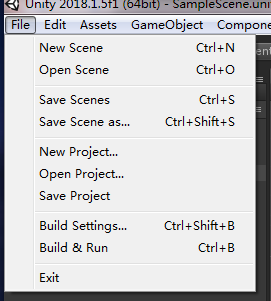 Unity 2018.1.5f1 (64bit) - SampleScene.uni
File Edit Assets GameObject Compone
New Scene Ctrl+N
Open Scene Ctrl+O
Save Scenes Ctrl+S
Save Scene as... Ctrl+Shift+S
New Project...
Open Project...
Save Project
Build Settings... Ctrl+Shift+B
Build & Run Ctrl+B
Exit